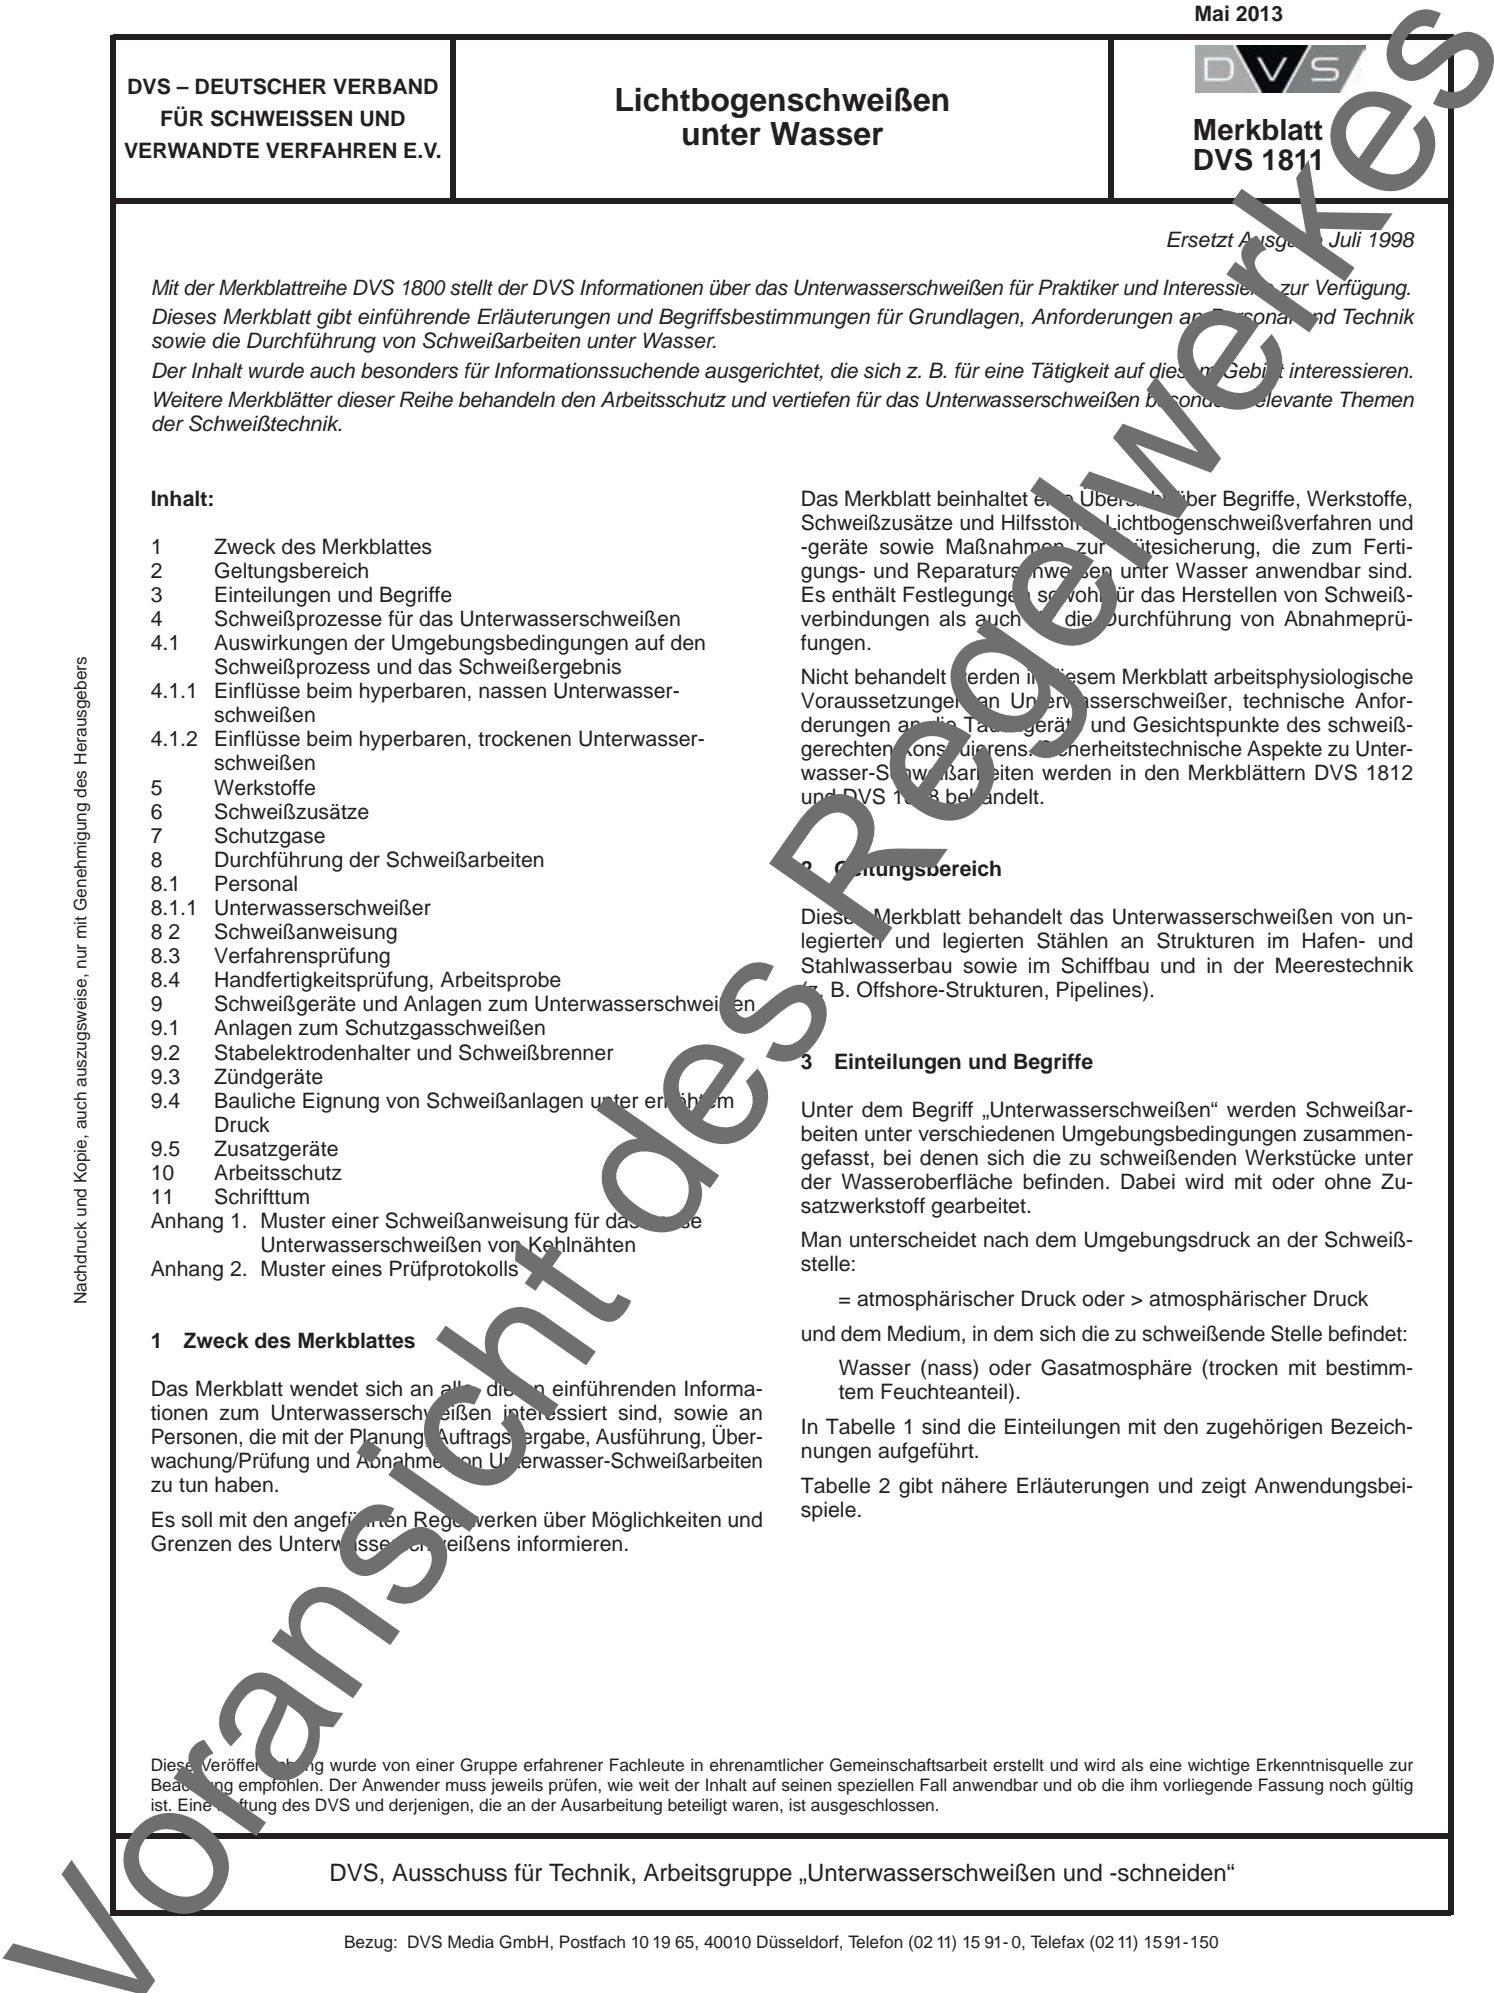 Mai 2013
DVS – DEUTSCHER VERBAND
FÜR SCHWEISSEN UND
VERWANDTE VERFAHREN E.V.
Lichtbogenschweißen
unter Wasser
DVS
Merkblatt
DVS 1811
Ersetzt Ausgabe Juli 1998
Mit der Merkblattreihe DVS 1800 stellt der DVS Informationen über das Unterwasserschweißen für Praktiker und Interessierte zur Verfügung.
Dieses Merkblatt gibt einführende Erläuterungen und Begriffsbestimmungen für Grundlagen, Anforderungen an Personal und Technik
sowie die Durchführung von Schweißarbeiten unter Wasser.
Der Inhalt wurde auch besonders für Informationssuchende ausgerichtet, die sich z. B. für eine Tätigkeit auf diesem Gebiet interessieren.
Weitere Merkblätter dieser Reihe behandeln den Arbeitsschutz und vertiefen für das Unterwasserschweißen besonders relevante Themen
der Schweißtechnik.
Inhalt:
1 Zweck des Merkblattes
2 Geltungsbereich
3 Einteilungen und Begriffe
4 Schweißprozesse für das Unterwasserschweißen
4.1 Auswirkungen der Umgebungsbedingungen auf den
Schweißprozess und das Schweißergebnis
4.1.1 Einflüsse beim hyperbaren, nassen Unterwasser-
schweißen
4.1.2 Einflüsse beim hyperbaren, trockenen Unterwasser-
schweißen
5 Werkstoffe
6 Schweißzusätze
7 Schutzgase
8 Durchführung der Schweißarbeiten
8.1 Personal
8.1.1 Unterwasserschweißer
8 2 Schweißanweisung
8.3 Verfahrensprüfung
8.4 Handfertigkeitsprüfung, Arbeitsprobe
9 Schweißgeräte und Anlagen zum Unterwasserschweißen
9.1 Anlagen zum Schutzgasschweißen
9.2 Stabelektrodenhalter und Schweißbrenner
9.3 Zündgeräte
9.4 Bauliche Eignung von Schweißanlagen unter erhöhtem
Druck
9.5 Zusatzgeräte
10 Arbeitsschutz
11 Schrifttum
Anhang 1. Muster einer Schweißanweisung für das nasse
Unterwasserschweißen von Kehlnähten
Anhang 2. Muster eines Prüfprotokolls
1 Zweck des Merkblattes
Das Merkblatt wendet sich an alle, die an einführenden Informa-
tionen zum Unterwasserschweißen interessiert sind, sowie an
Personen, die mit der Planung, Auftragsvergabe, Ausführung, Über-
wachung/Prüfung und Abnahme von Unterwasser-Schweißarbeiten
zu tun haben.
Es soll mit den angeführten Regelwerken über Möglichkeiten und
Grenzen des Unterwasserschweißens informieren.
Das Merkblatt beinhaltet eine Übersicht über Begriffe, Werkstoffe,
Schweißzusätze und Hilfsstoffe, Lichtbogenschweißverfahren und
-geräte sowie Maßnahmen zur Gütesicherung, die zum Ferti-
gungs- und Reparaturschweißen unter Wasser anwendbar sind.
Es enthält Festlegungen sowohl für das Herstellen von Schweiß-
verbindungen als auch für die Durchführung von Abnahmeprü-
fungen.
Nicht behandelt werden in diesem Merkblatt arbeitsphysiologische
Voraussetzungen an Unterwasserschweißer, technische Anfor-
derungen an die Tauchgeräte und Gesichtspunkte des schweiß-
gerechten Konstruierens. Sicherheitstechnische Aspekte zu Unter-
wasser-Schweißarbeiten werden in den Merkblättern DVS 1812
und DVS behandelt.
2 Geltungsbereich
Dieses Merkblatt behandelt das Unterwasserschweißen von un-
legierten und legierten Stählen an Strukturen im Hafen- und
Stahlwasserbau sowie im Schiffbau und in der Meerestechnik
(z. B. Offshore-Strukturen, Pipelines).
3 Einteilungen und Begriffe
Unter dem Begriff „Unterwasserschweißen“ werden Schweißar-
beiten unter verschiedenen Umgebungsbedingungen zusammen-
gefasst, bei denen sich die zu schweißenden Werkstücke unter
der Wasseroberfläche befinden. Dabei wird mit oder ohne Zu-
satzwerkstoff gearbeitet.
Man unterscheidet nach dem Umgebungsdruck an der Schweiß-
stelle:
= atmosphärischer Druck oder > atmosphärischer Druck
und dem Medium, in dem sich die zu schweißende Stelle befindet:
Wasser (nass) oder Gasatmosphäre (trocken mit bestimm-
tem Feuchteanteil).
In Tabelle 1 sind die Einteilungen mit den zugehörigen Bezeich-
nungen aufgeführt.
Tabelle 2 gibt nähere Erläuterungen und zeigt Anwendungsbei-
spiele.
Diese Veröffentlichung wurde von einer Gruppe erfahrener Fachleute in ehrenamtlicher Gemeinschaftsarbeit erstellt und wird als eine wichtige Erkenntnisquelle zur
Beachtung empfohlen. Der Anwender muss jeweils prüfen, wie weit der Inhalt auf seinen speziellen Fall anwendbar und ob die ihm vorliegende Fassung noch gültig
ist. Eine Haftung des DVS und derjenigen, die an der Ausarbeitung beteiligt waren, ist ausgeschlossen.
DVS, Ausschuss für Technik, Arbeitsgruppe „Unterwasserschweißen und -schneiden“
Bezug: DVS Media GmbH, Postfach 10 19 65, 40010 Düsseldorf, Telefon (02 11) 15 91- 0, Telefax (02 11) 15 91-150
Nachdruck und Kopie, auch auszugsweise, nur mit Genehmigung des Herausgebers
Voransicht des Regelwerkes